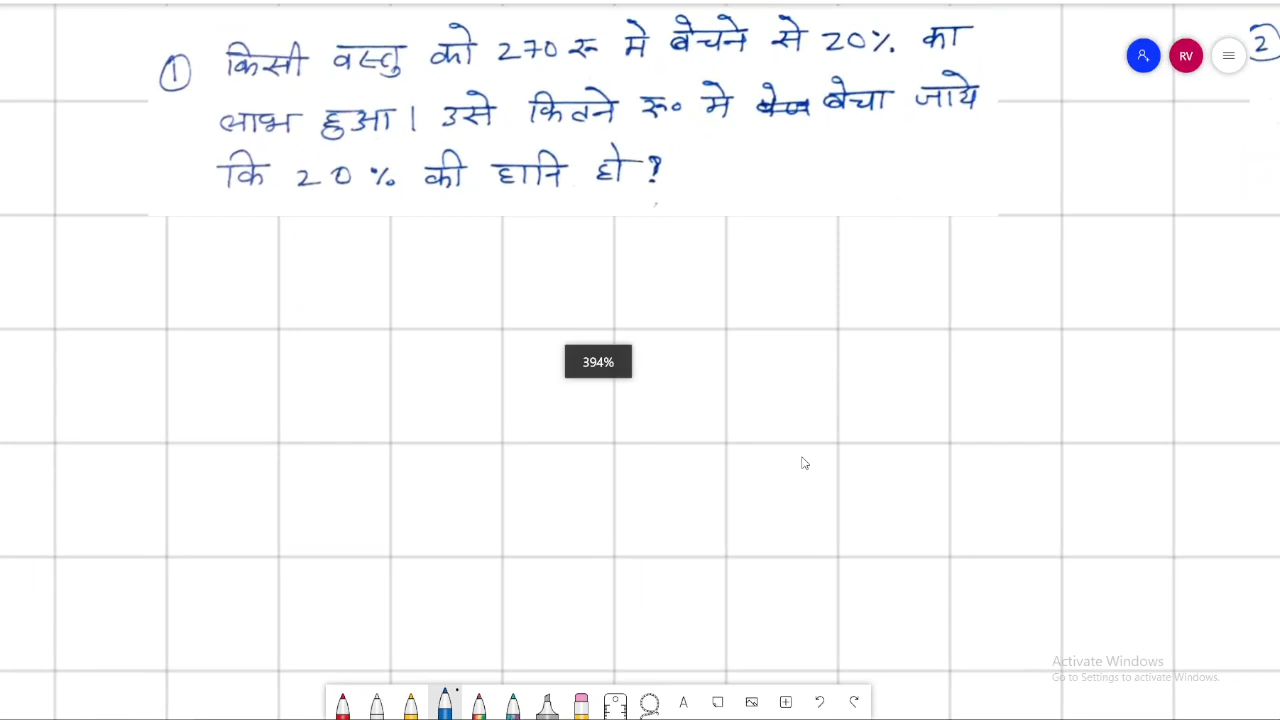 ① किसी वस्तु को 270 रू मे बेचने से 20% का
लाभ हुआ। उसे कितने रू० मे बेचा जाये
कि 20% की हानि हो ?
RV
2
394%
Activate Windows
Go to Settings to activate Windows.
A